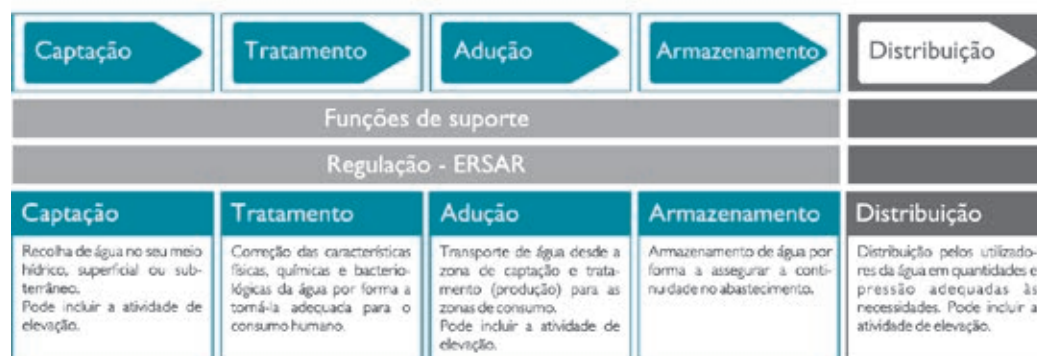 Captação
Tratamento
Adução
Armazenamento
Distribuição
Funções de suporte
Regulação - ERSAR
Captação
Recolha de água no seu meio
hídrico, superficial ou sub-
terrâneo.
Pode incluir a atividade de
elevação.
Tratamento
Correção das características
físicas, químicas e bacterio-
lógicas da água por forma a
torná-la adequada para o
consumo humano.
Adução
Transporte de água desde a
zona de captação e trata-
mento (produção) para as
zonas de consumo.
Pode incluir a atividade de
elevação.
Armazenamento
Armazenamento de água por
forma a assegurar a conti-
nuidade no abastecimento.
Distribuição
Distribuição pelos utilizado-
res da água em quantidades e
pressão adequadas às
necessidades. Pode incluir a
atividade de elevação.